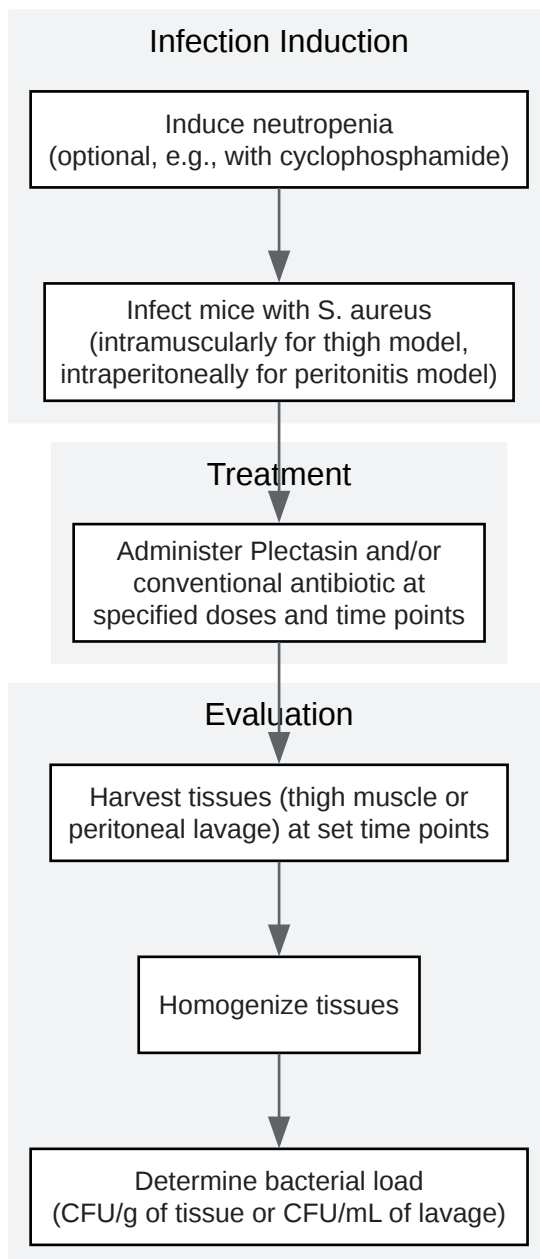 Infection Induction
Induce neutropenia
(optional, e.g., with cyclophosphamide)
Infect mice with S. aureus
(intramuscularly for thigh model,
intraperitoneally for peritonitis model)
Treatment
Administer Plectasin and/or
conventional antibiotic at
specified doses and time points
Evaluation
Harvest tissues (thigh muscle or
peritoneal lavage) at set time points
Homogenize tissues
Determine bacterial load
(CFU/g of tissue or CFU/mL of lavage)